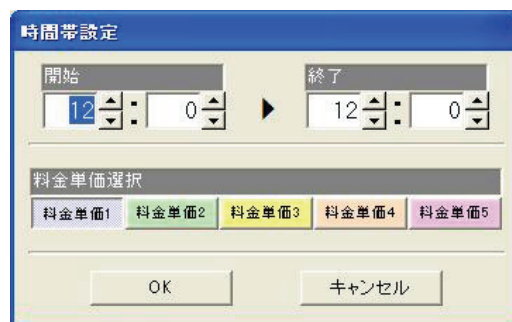 時間帯設定
開始 終了
12 : 0 ▶ 12 : 0
料金単価選択
料金単価1 料金単価2 料金単価3 料金単価4 料金単価5
OK キャンセル